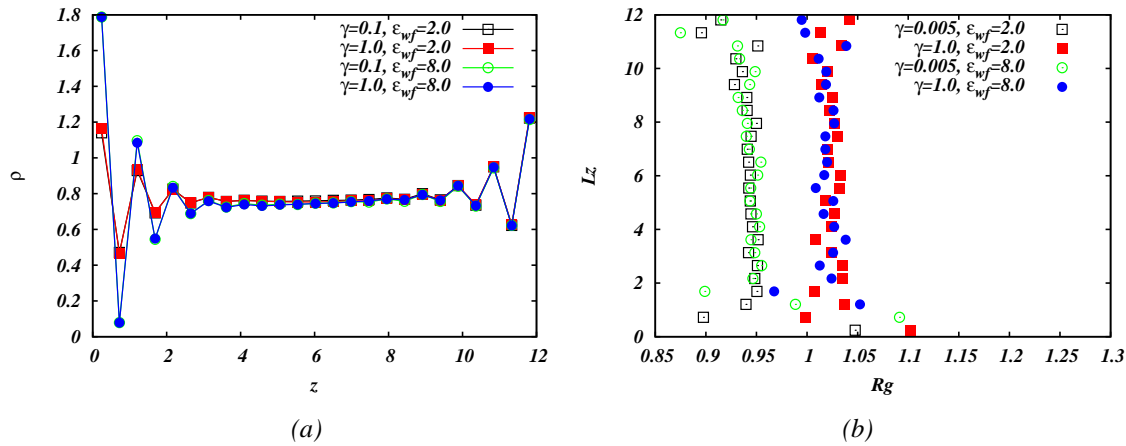 ρ
1.8
1.6
1.4
1.2
1
0.8
0.6
0.4
0.2
0
0 2 4 6 8 10 12
z
γ=0.1, ε_wf=2.0
γ=1.0, ε_wf=2.0
γ=0.1, ε_wf=8.0
γ=1.0, ε_wf=8.0
(a)
Lz
12
10
8
6
4
2
0
0.85 0.9 0.95 1 1.05 1.1 1.15 1.2 1.25 1.3
Rg
γ=0.005, ε_wf=2.0
γ=1.0, ε_wf=2.0
γ=0.005, ε_wf=8.0
γ=1.0, ε_wf=8.0
(b)